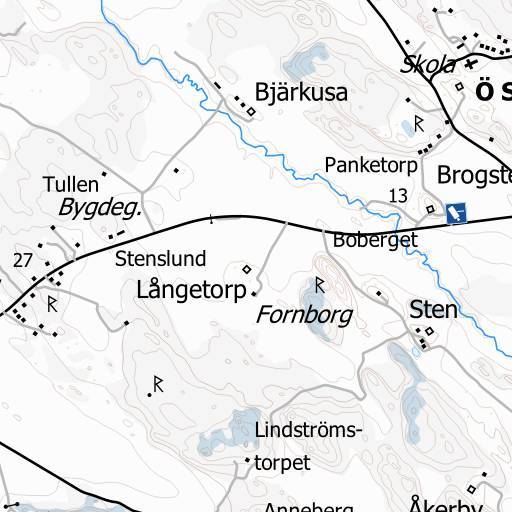 Skola
Ö S
Bjärkusa
Panketorp
Brogste
Tullen
13
Bygdeg.
Boberget
27
Stenslund
Långetorp
Fornborg
Sten
Lindströms-
torpet
Anneberg
Åkerby